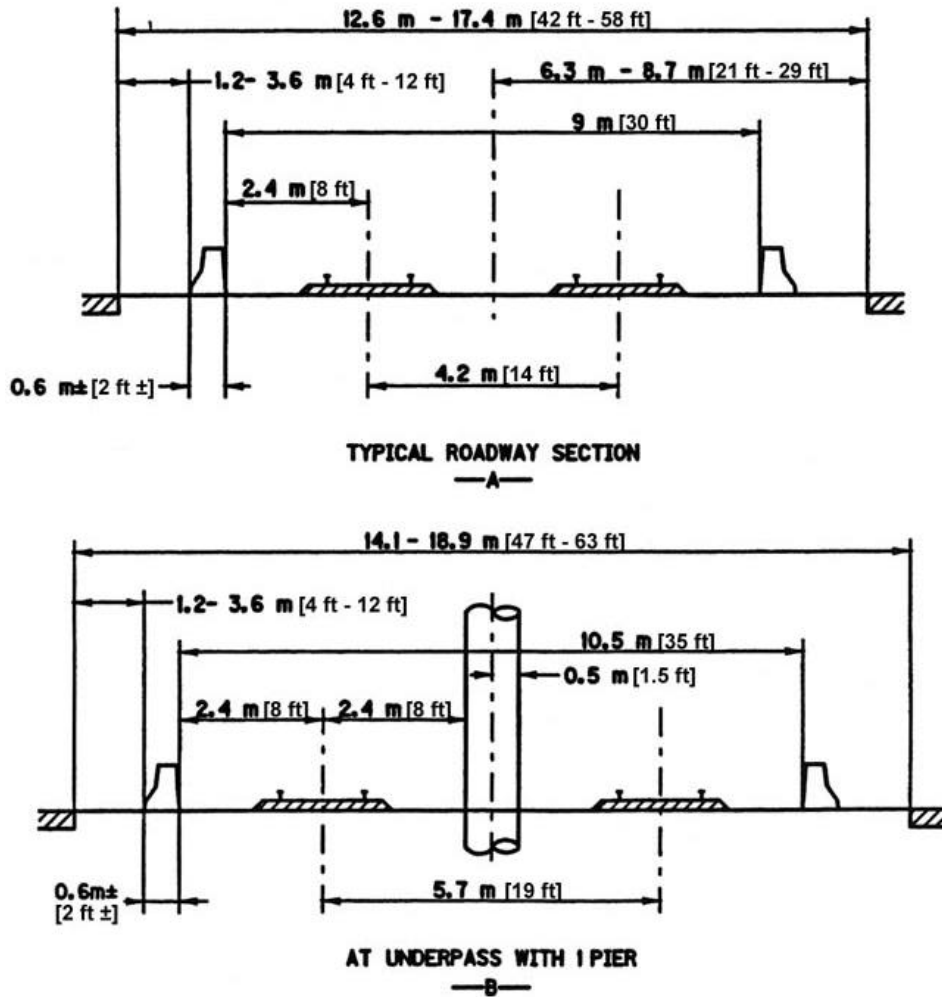 12.6 m - 17.4 m [42 ft - 58 ft]
1.2- 3.6 m [4 ft - 12 ft]
6.3 m - 8.7 m [21 ft - 29 ft]
9 m [30 ft]
2.4 m [8 ft]
0.6 m± [2 ft ±]
4.2 m [14 ft]
TYPICAL ROADWAY SECTION
A
14.1 - 18.9 m [47 ft - 63 ft]
1.2- 3.6 m [4 ft - 12 ft]
10.5 m [35 ft]
0.5 m [1.5 ft]
2.4 m [8 ft] 2.4 m [8 ft]
0.6m±
[2 ft ±]
5.7 m [19 ft]
AT UNDERPASS WITH 1 PIER
B